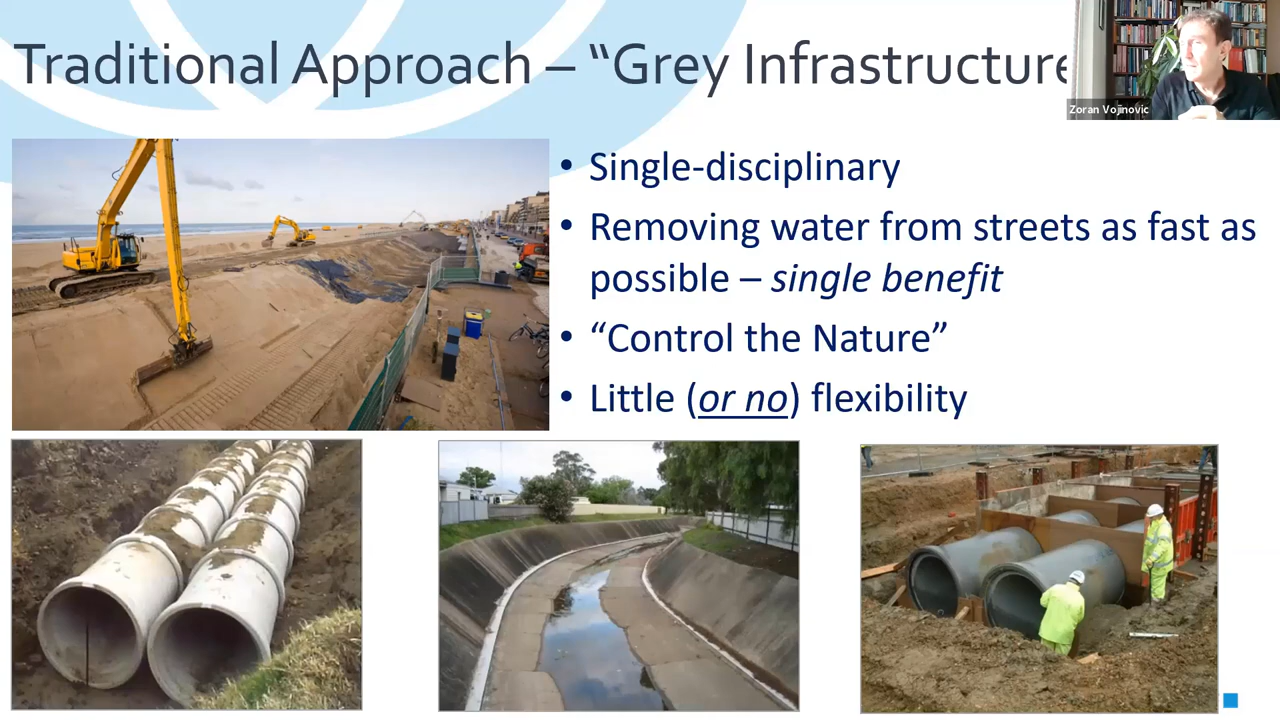 Traditional Approach – “Grey Infrastructure
Zoran Vojinovic
• Single-disciplinary
• Removing water from streets as fast as
possible – single benefit
• “Control the Nature”
• Little (or no) flexibility